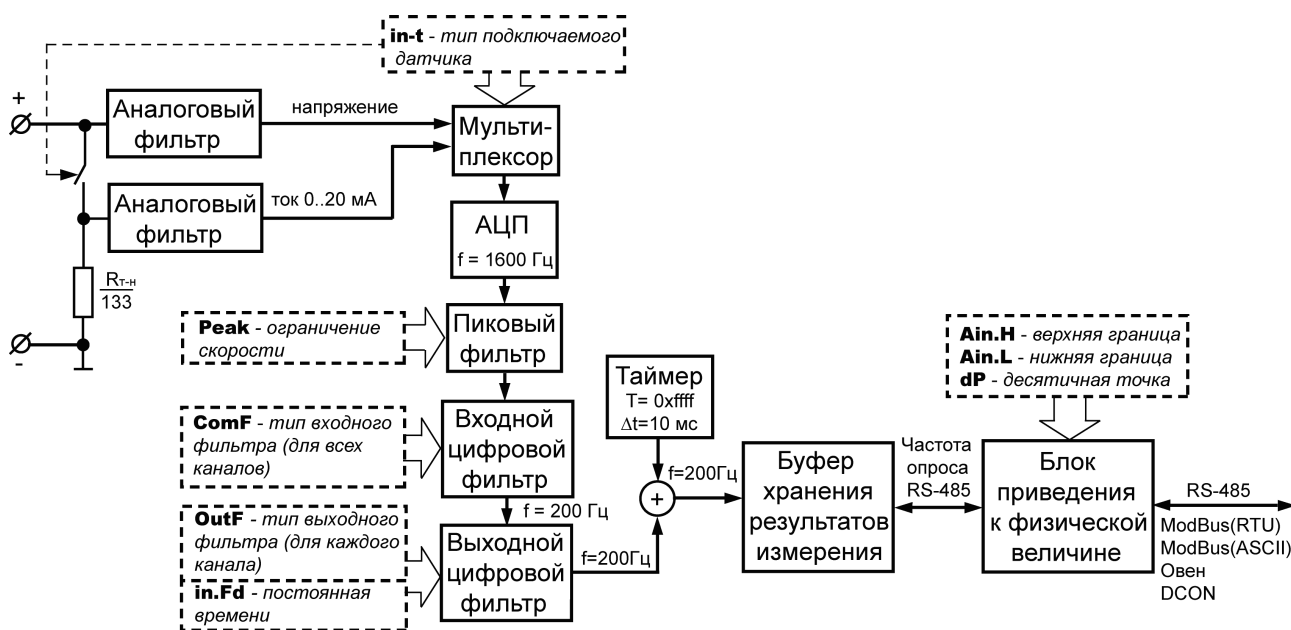 in-t - тип подключаемого
датчика
+
Аналоговый
фильтр
напряжение
Мульти-
плексор
Аналоговый
фильтр
ток 0..20 мА
АЦП
f = 1600 Гц
Rт-н
133
-
Peak - ограничение
скорости
Пиковый
фильтр
Ain.H - верхняя граница
Ain.L - нижняя граница
dP - десятичная точка
Таймер
T= 0xffff
Δt=10 мс
ComF - тип входного
фильтра (для всех
каналов)
Входной
цифровой
фильтр
f = 200 Гц
OutF - тип выходного
фильтра (для каждого
канала)
in.Fd - постоянная
времени
Выходной
цифровой
фильтр
f=200Гц
+
f=200Гц
Буфер
хранения
результатов
измерения
Частота
опроса
RS-485
Блок
приведения
к физической
величине
RS-485
ModBus(RTU)
ModBus(ASCII)
Овен
DCON